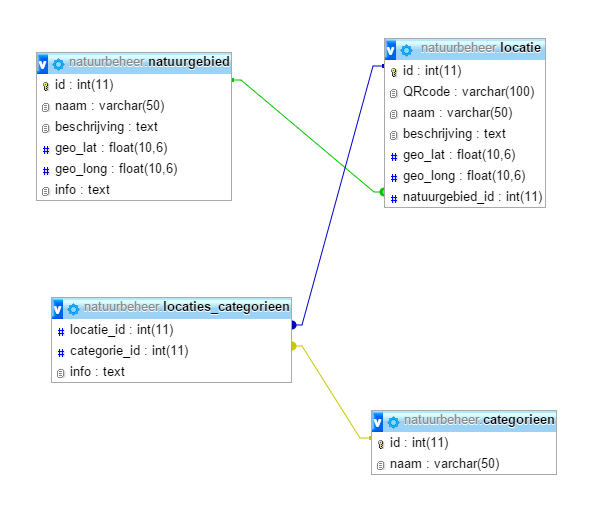 v natuurbeheer natuurgebied
id : int(11)
naam : varchar(50)
beschrijving : text
# geo_lat : float(10,6)
# geo_long : float(10,6)
info : text
v natuurbeheer locatie
id : int(11)
QRcode : varchar(100)
naam : varchar(50)
beschrijving : text
# geo_lat : float(10,6)
# geo_long : float(10,6)
# natuurgebied_id : int(11)
v natuurbeheer locaties_categorieen
# locatie_id : int(11)
# categorie_id : int(11)
info : text
v natuurbeheer categorieen
id : int(11)
naam : varchar(50)